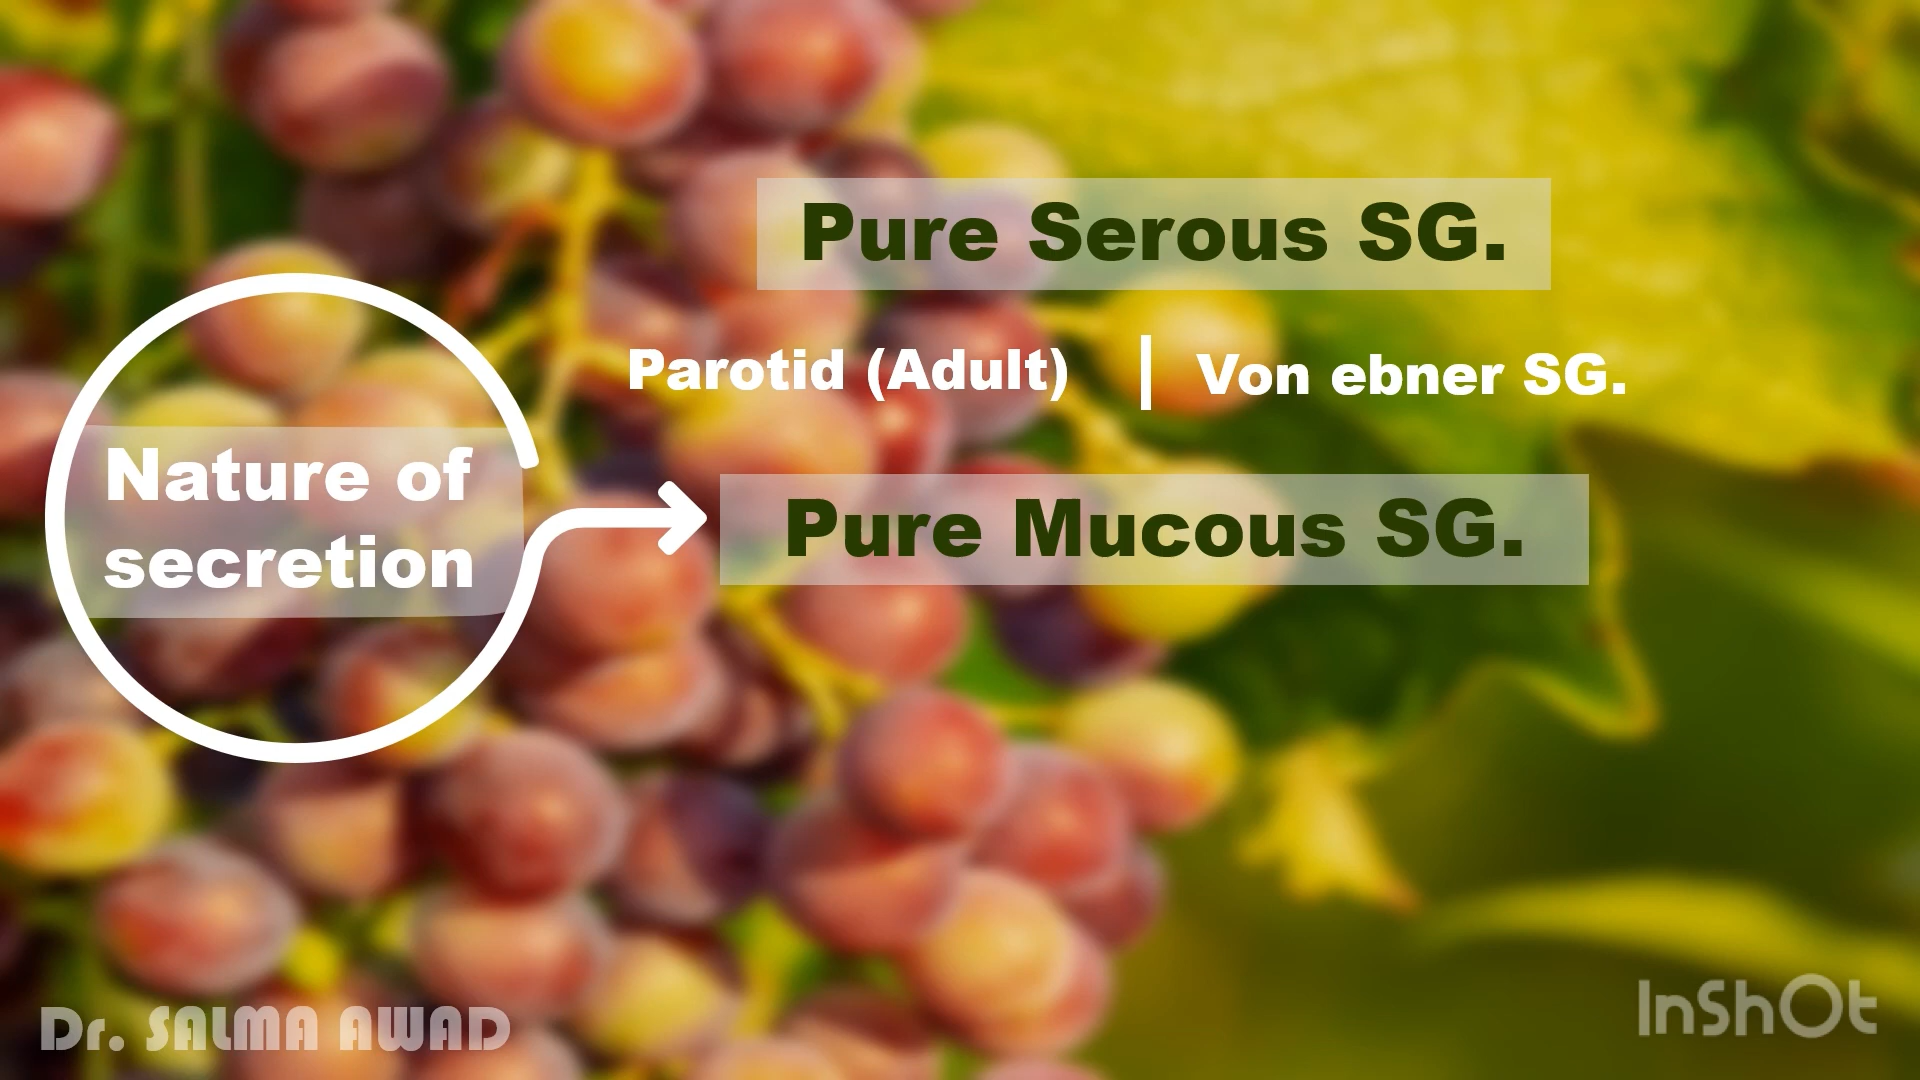 Pure Serous SG.
Parotid (Adult) | Von ebner SG.
Nature of
secretion
Pure Mucous SG.
Dr. SALMA AWAD
InShOt